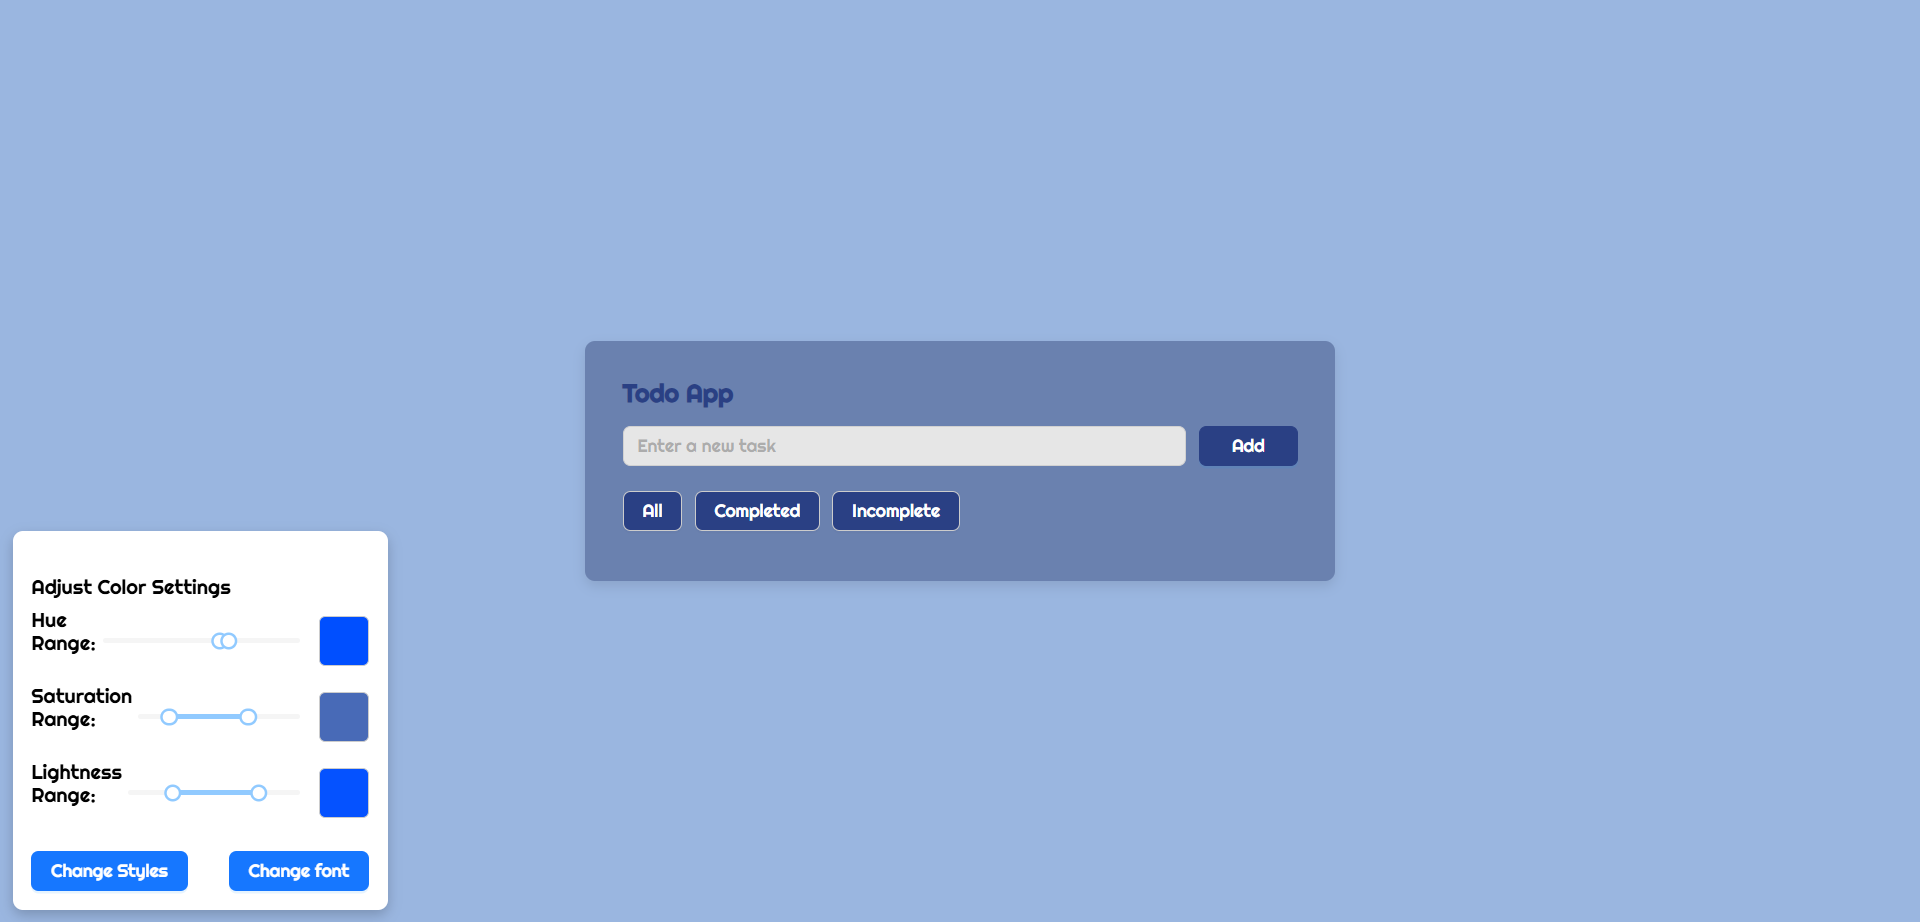 Todo App
Enter a new task
Add
All
Completed
Incomplete
Adjust Color Settings
Hue
Range:
Saturation
Range:
Lightness
Range:
Change Styles
Change font